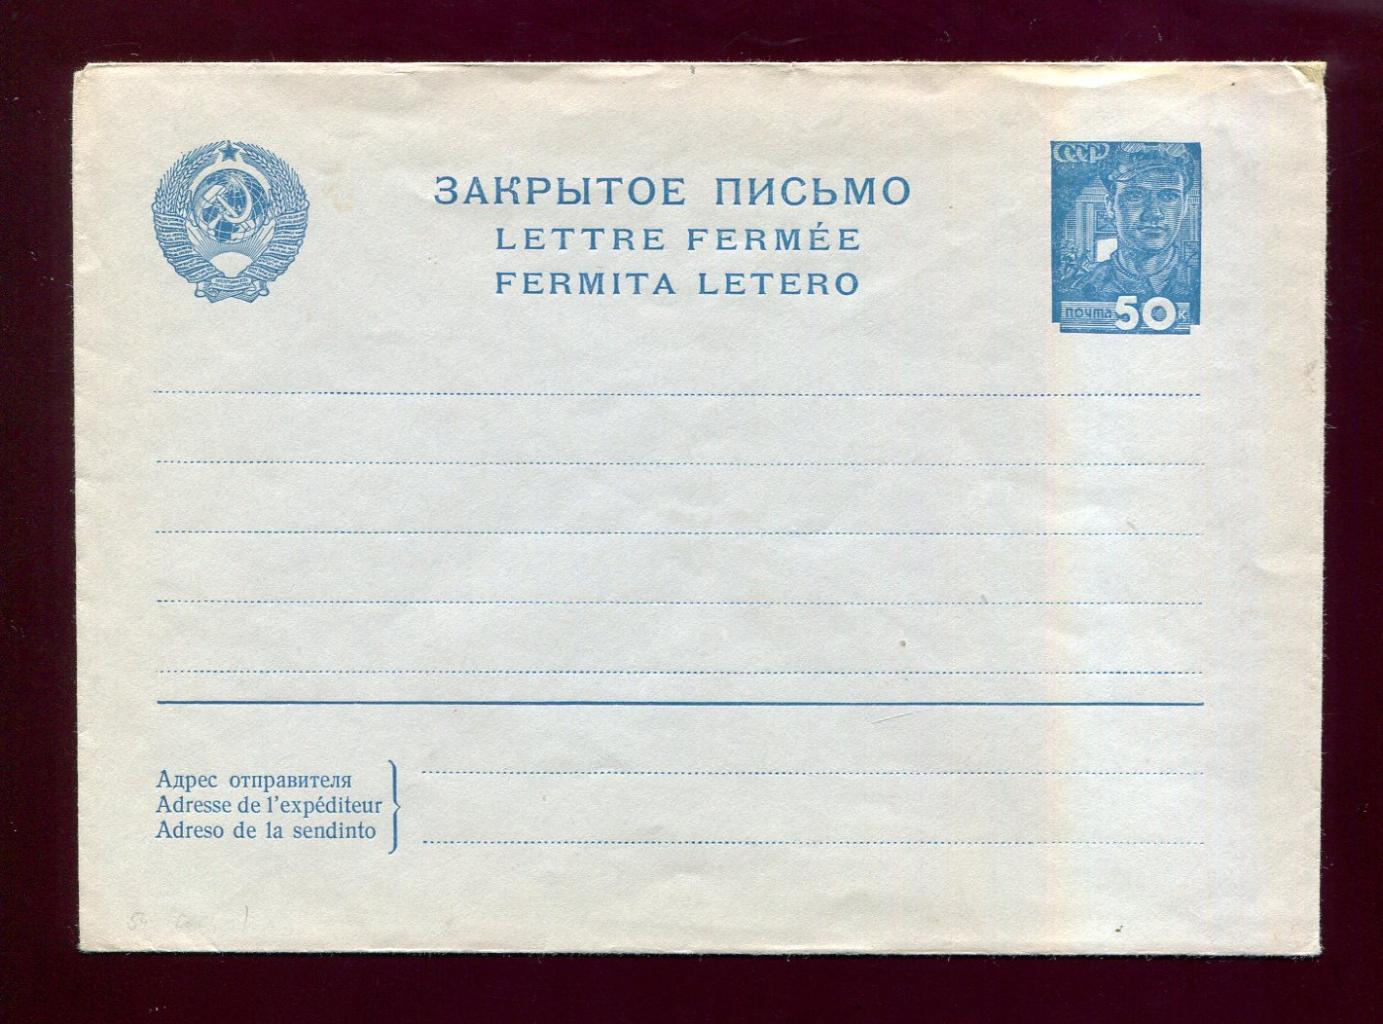 ЗАКРЫТОЕ ПИСЬМО
LETTRE FERMÉE
FERMITA LETERO
СССР
почта 50 к
Адрес отправителя
Adresse de l'expéditeur
Adreso de la sendinto